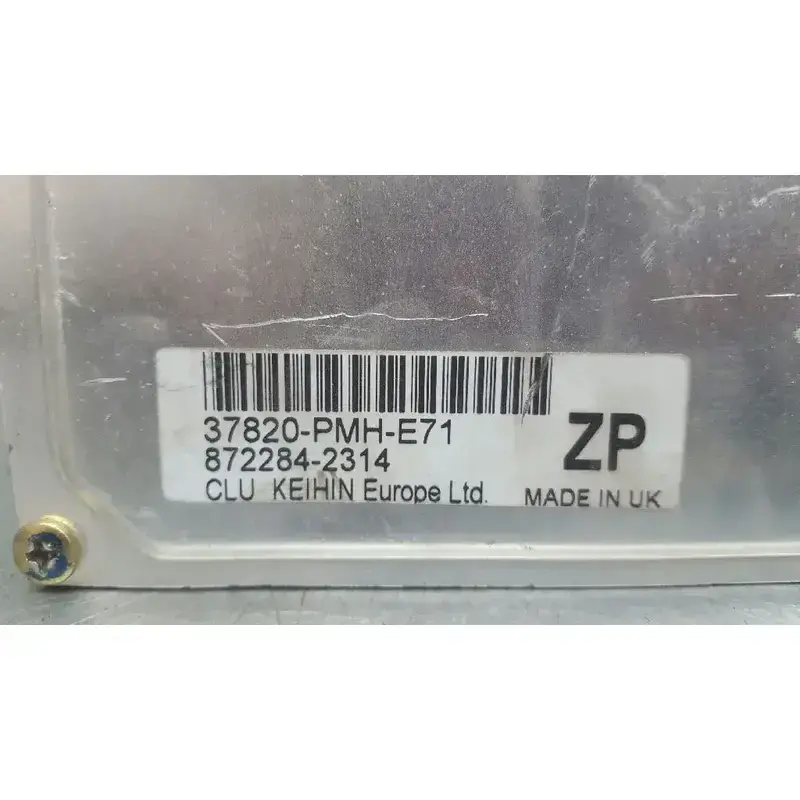 37820-PMH-E71
872284-2314
ZP
CLU KEIHIN Europe Ltd.
MADE IN UK